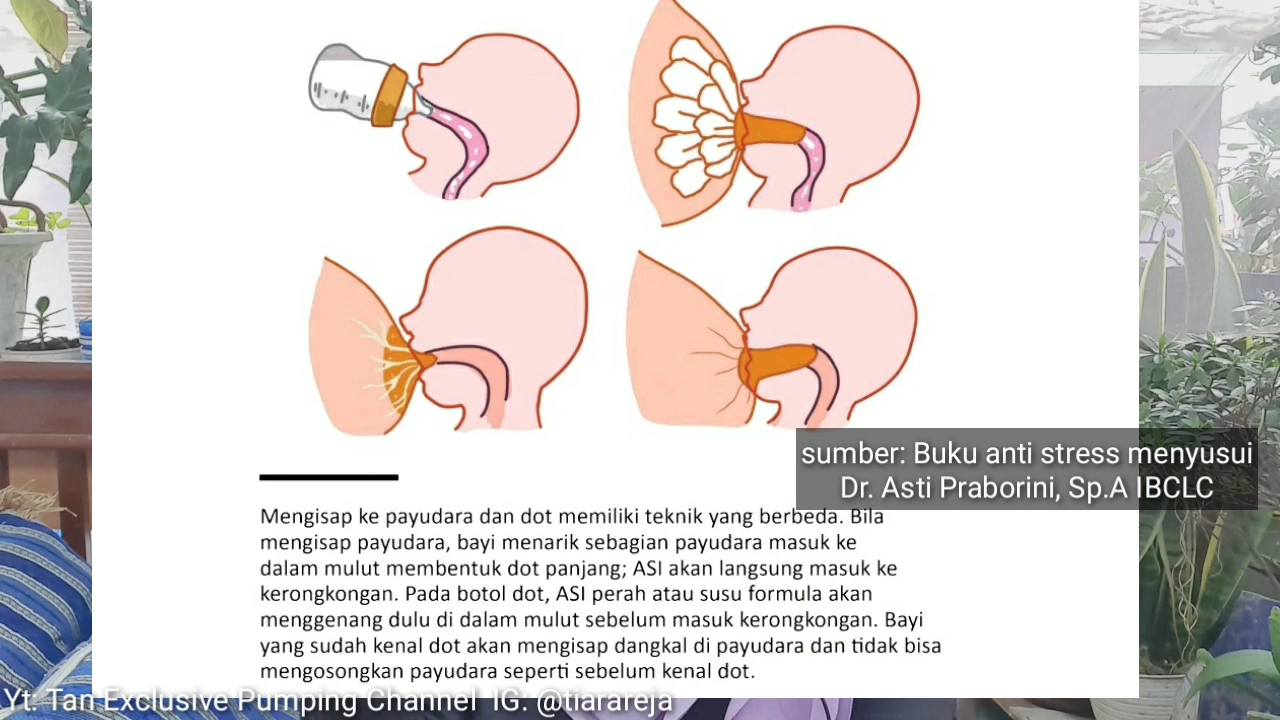 sumber: Buku anti stress menyusui
Dr. Asti Praborini, Sp.A IBCLC
Mengisap ke payudara dan dot memiliki teknik yang berbeda. Bila
mengisap payudara, bayi menarik sebagian payudara masuk ke
dalam mulut membentuk dot panjang; ASI akan langsung masuk ke
kerongkongan. Pada botol dot, ASI perah atau susu formula akan
menggenang dulu di dalam mulut sebelum masuk kerongkongan. Bayi
yang sudah kenal dot akan mengisap dangkal di payudara dan tidak bisa
mengosongkan payudara seperti sebelum kenal dot.
Yt: Tan Exclusive Pumping Channel IG. @tiarareja